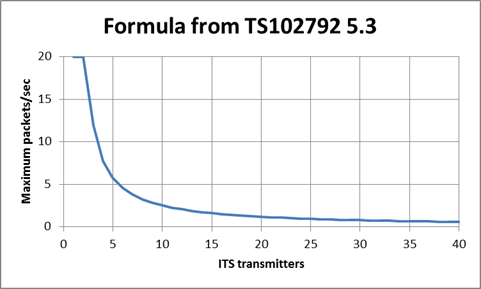 Formula from TS102792 5.3
20
15
10
5
0
Maximum packets/sec
0 5 10 15 20 25 30 35 40
ITS transmitters